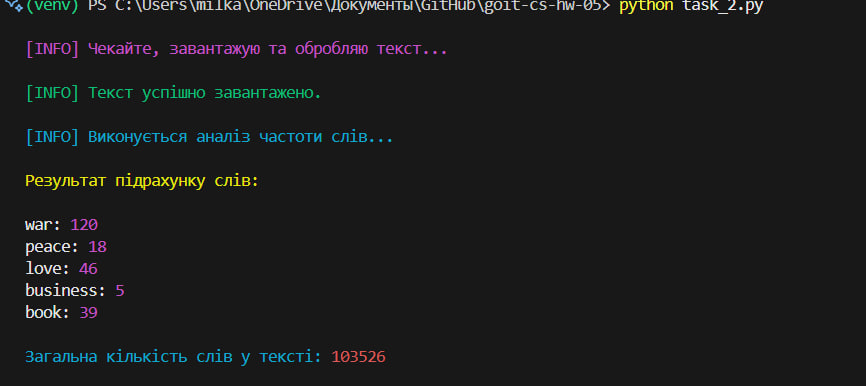 (venv) PS C:\Users\milka\OneDrive\Документы\GitHub\goit-cs-hw-05> python task_2.py
[INFO] Чекайте, завантажую та обробляю текст...
[INFO] Текст успішно завантажено.
[INFO] Виконується аналіз частоти слів...
Результат підрахунку слів:
war: 120
peace: 18
love: 46
business: 5
book: 39
Загальна кількість слів у тексті: 103526